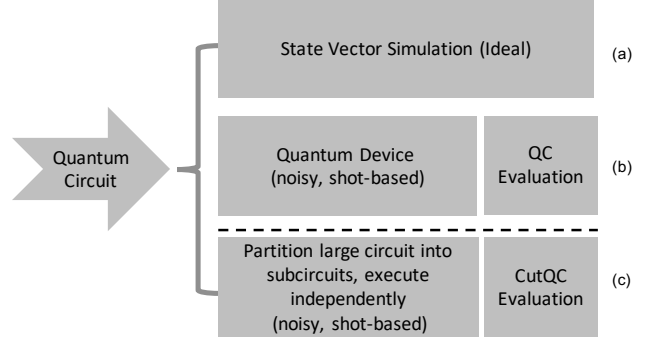 State Vector Simulation (Ideal)
(a)
Quantum
Circuit
Quantum Device
(noisy, shot-based)
QC
Evaluation
(b)
Partition large circuit into
subcircuits, execute
independently
(noisy, shot-based)
CutQC
Evaluation
(c)